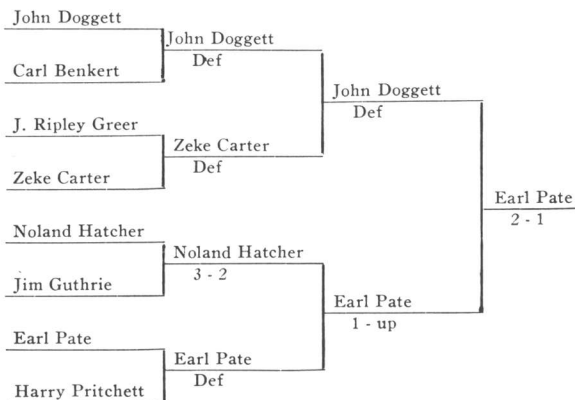 John Doggett
Carl Benkert
J. Ripley Greer
Zeke Carter
Noland Hatcher
Jim Guthrie
Earl Pate
Harry Pritchett
John Doggett
Def
Zeke Carter
Def
Noland Hatcher
3 - 2
Earl Pate
Def
John Doggett
Def
Earl Pate
1 - up
Earl Pate
2 - 1